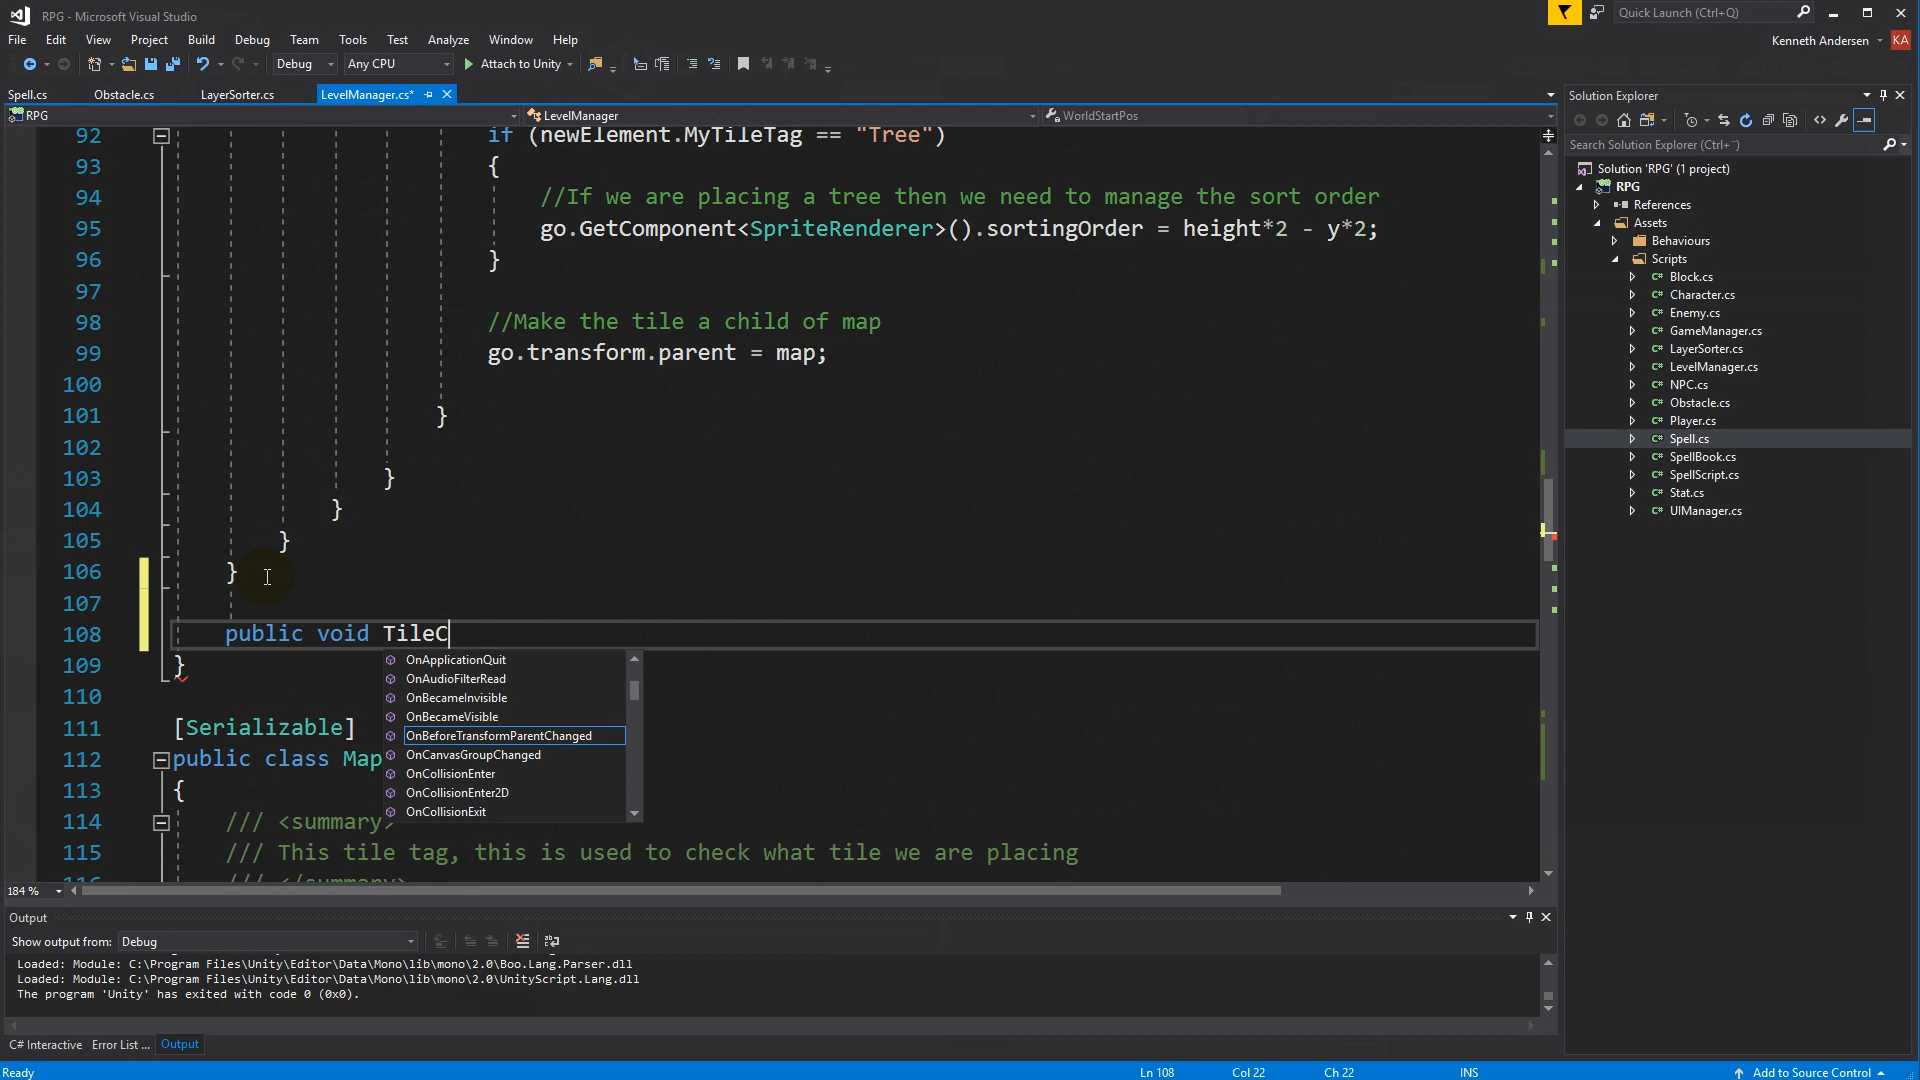 RPG - Microsoft Visual Studio
Quick Launch (Ctrl+Q)
File Edit View Project Build Debug Team Tools Test Analyze Window Help
Kenneth Andersen KA
Debug Any CPU Attach to Unity
Spell.cs Obstacle.cs LayerSorter.cs LevelManager.cs*
RPG LevelManager WorldStartPos
92 if (newElement.MyTileTag == "Tree")
93 {
94 //If we are placing a tree then we need to manage the sort order
95 go.GetComponent<SpriteRenderer>().sortingOrder = height*2 - y*2;
96 }
97
98 //Make the tile a child of map
99 go.transform.parent = map;
100
101 }
102
103 }
104 }
105 }
106 }
107
108 public void TileC
109 }
110
111 [Serializable]
112 public class Map
113 {
114 /// <summary>
115 /// This tile tag, this is used to check what tile we are placing
116 /// </summary>
OnApplicationQuit
OnAudioFilterRead
OnBecameInvisible
OnBecameVisible
OnBeforeTransformParentChanged
OnCanvasGroupChanged
OnCollisionEnter
OnCollisionEnter2D
OnCollisionExit
184 %
Output
Show output from: Debug
Loaded: Module: C:\Program Files\Unity\Editor\Data\Mono\lib\mono\2.0\Boo.Lang.Parser.dll
Loaded: Module: C:\Program Files\Unity\Editor\Data\Mono\lib\mono\2.0\UnityScript.Lang.dll
The program 'Unity' has exited with code 0 (0x0).
C# Interactive Error List ... Output
Ready Ln 108 Col 22 Ch 22 INS Add to Source Control
Solution Explorer
Search Solution Explorer (Ctrl+¨)
Solution 'RPG' (1 project)
RPG
References
Assets
Behaviours
Scripts
C# Block.cs
C# Character.cs
C# Enemy.cs
C# GameManager.cs
C# LayerSorter.cs
C# LevelManager.cs
C# NPC.cs
C# Obstacle.cs
C# Player.cs
C# Spell.cs
C# SpellBook.cs
C# SpellScript.cs
C# Stat.cs
C# UIManager.cs